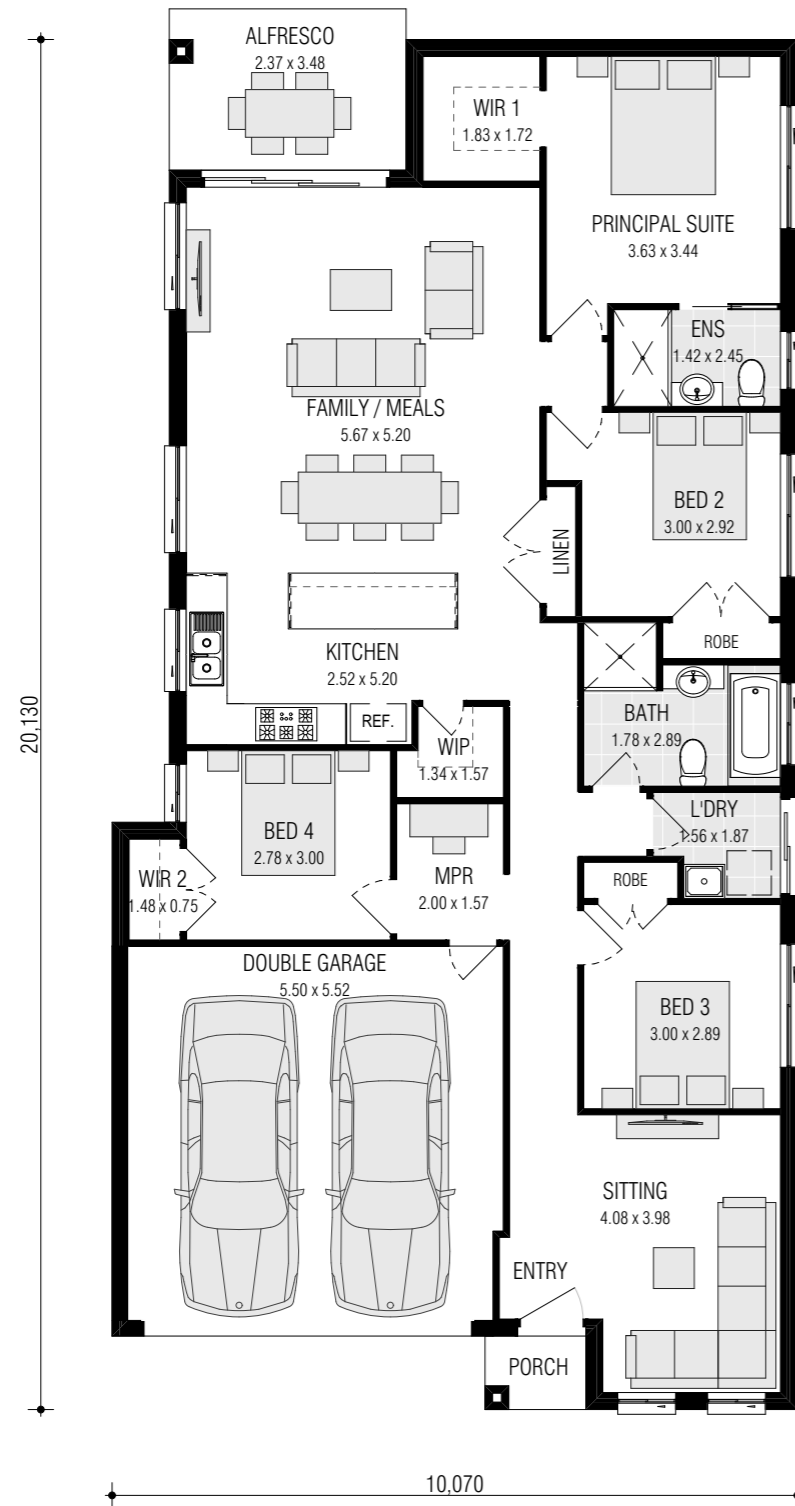 ALFRESCO
2.37 x 3.48
WIR 1
1.83 x 1.72
PRINCIPAL SUITE
3.63 x 3.44
ENS
1.42 x 2.45
FAMILY / MEALS
5.67 x 5.20
BED 2
3.00 x 2.92
LINEN
ROBE
KITCHEN
2.52 x 5.20
REF.
WIP
1.34 x 1.57
BATH
1.78 x 2.89
L'DRY
1.56 x 1.87
BED 4
2.78 x 3.00
WIR 2
1.48 x 0.75
MPR
2.00 x 1.57
ROBE
DOUBLE GARAGE
5.50 x 5.52
BED 3
3.00 x 2.89
SITTING
4.08 x 3.98
ENTRY
PORCH
20,130
10,070